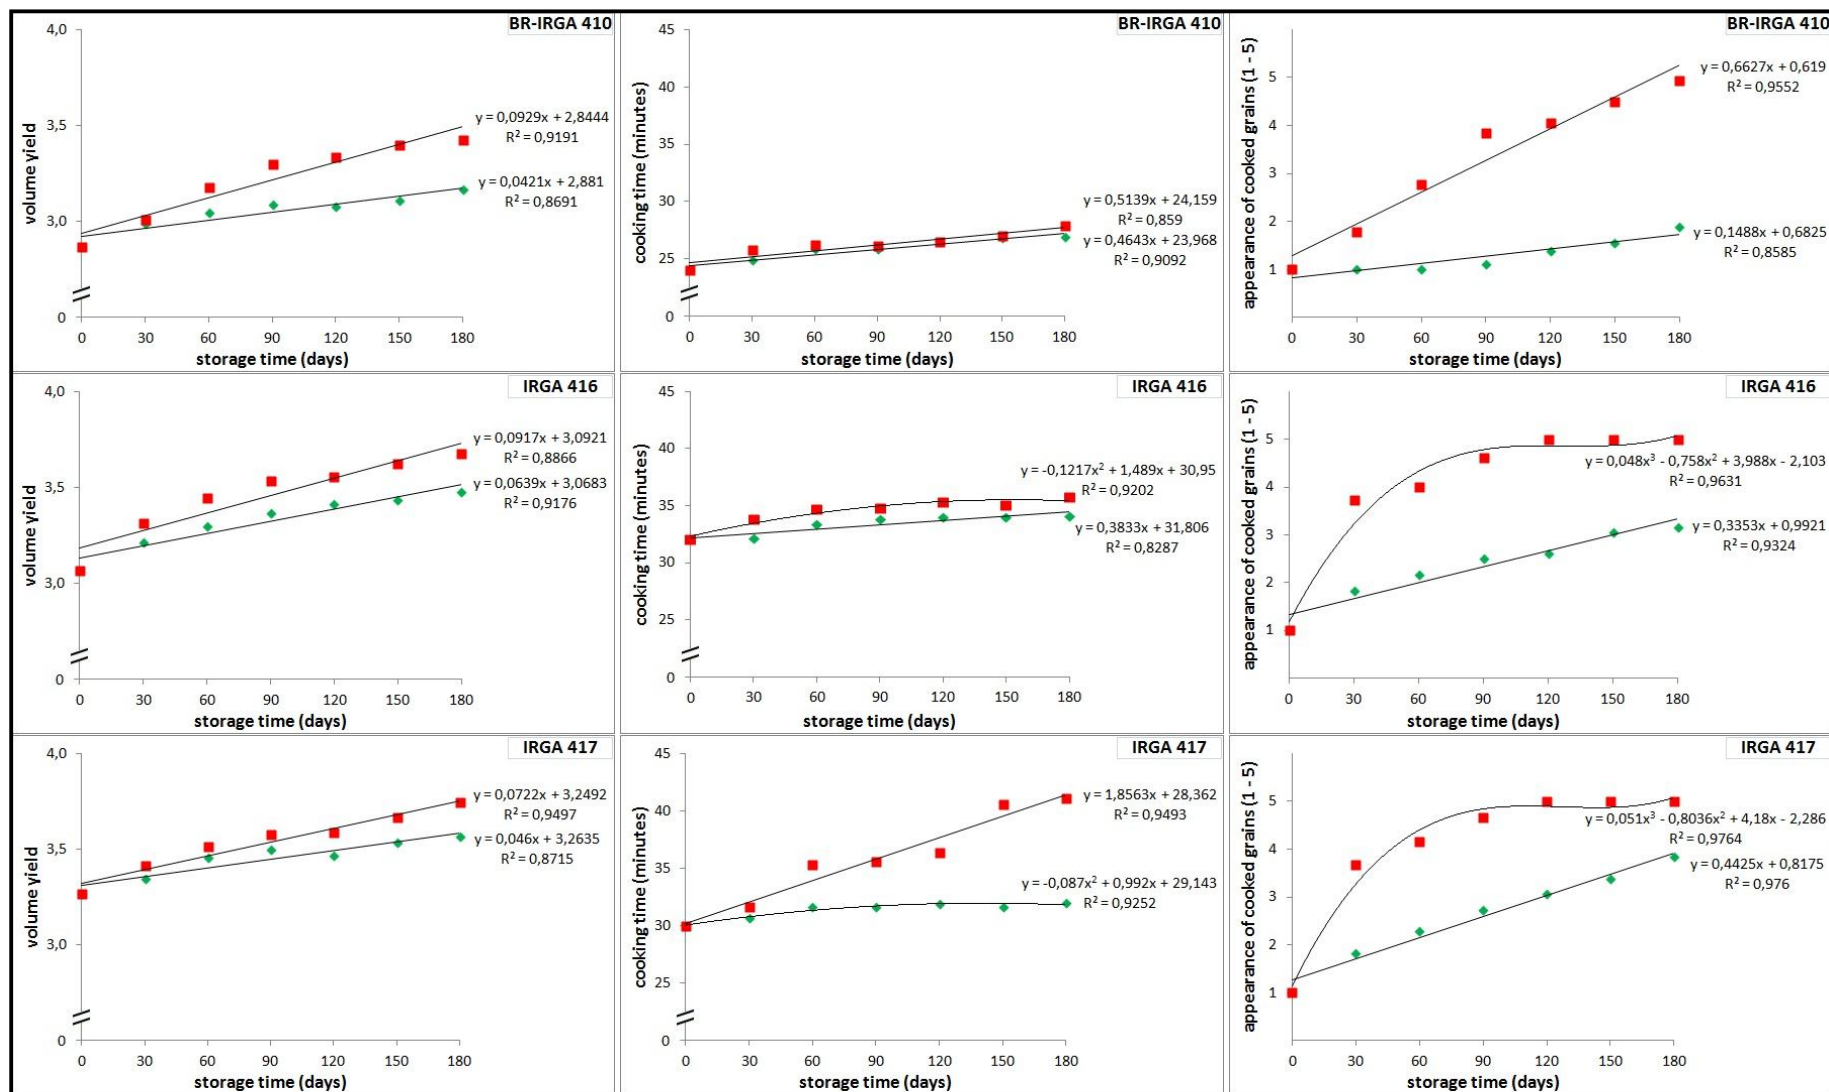 BR-IRGA 410
4,0
3,5
3,0
0
volume yield
y = 0,0929x + 2,8444
R² = 0,9191
y = 0,0421x + 2,881
R² = 0,8691
0 30 60 90 120 150 180
storage time (days)
BR-IRGA 410
45
40
35
30
25
0
cooking time (minutes)
y = 0,5139x + 24,159
R² = 0,859
y = 0,4643x + 23,968
R² = 0,9092
0 30 60 90 120 150 180
storage time (days)
BR-IRGA 410
5
4
3
2
1
appearance of cooked grains (1 - 5)
y = 0,6627x + 0,619
R² = 0,9552
y = 0,1488x + 0,6825
R² = 0,8585
0 30 60 90 120 150 180
storage time (days)
IRGA 416
4,0
3,5
3,0
0
volume yield
y = 0,0917x + 3,0921
R² = 0,8866
y = 0,0639x + 3,0683
R² = 0,9176
0 30 60 90 120 150 180
storage time (days)
IRGA 416
45
40
35
30
25
0
cooking time (minutes)
y = -0,1217x² + 1,489x + 30,95
R² = 0,9202
y = 0,3833x + 31,806
R² = 0,8287
0 30 60 90 120 150 180
storage time (days)
IRGA 416
5
4
3
2
1
appearance of cooked grains (1 - 5)
y = 0,048x³ - 0,758x² + 3,988x - 2,103
R² = 0,9631
y = 0,3353x + 0,9921
R² = 0,9324
0 30 60 90 120 150 180
storage time (days)
IRGA 417
4,0
3,5
3,0
0
volume yield
y = 0,0722x + 3,2492
R² = 0,9497
y = 0,046x + 3,2635
R² = 0,8715
0 30 60 90 120 150 180
storage time (days)
IRGA 417
45
40
35
30
25
0
cooking time (minutes)
y = 1,8563x + 28,362
R² = 0,9493
y = -0,087x² + 0,992x + 29,143
R² = 0,9252
0 30 60 90 120 150 180
storage time (days)
IRGA 417
5
4
3
2
1
appearance of cooked grains (1 - 5)
y = 0,051x³ - 0,8036x² + 4,18x - 2,286
R² = 0,9764
y = 0,4425x + 0,8175
R² = 0,976
0 30 60 90 120 150 180
storage time (days)